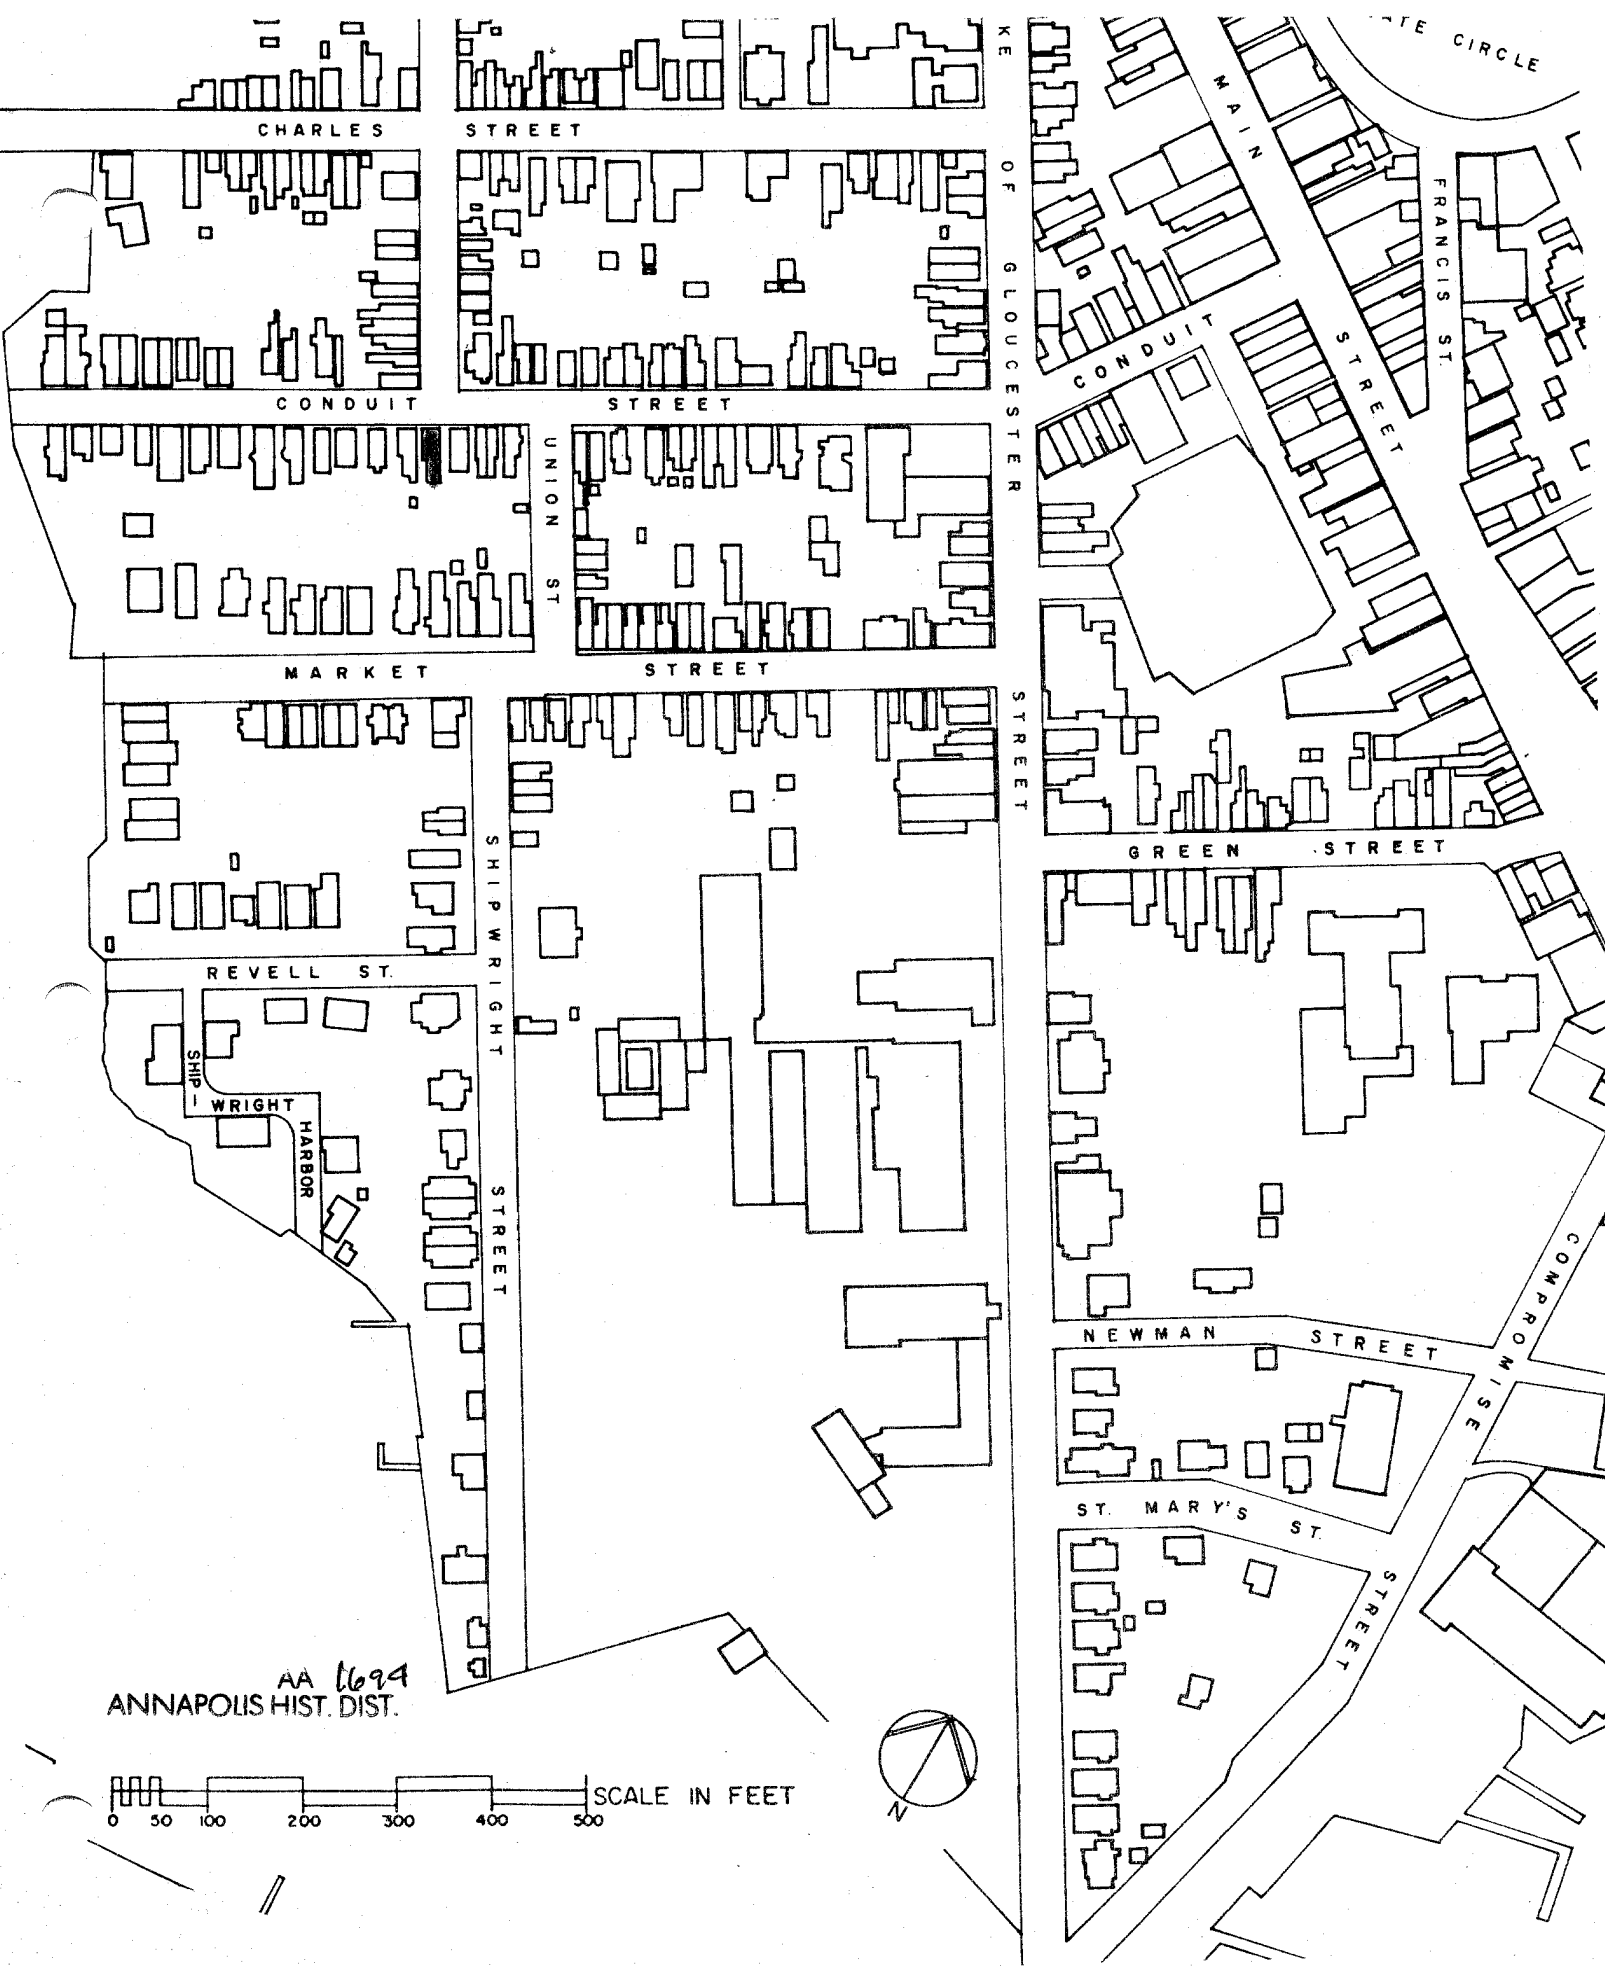 KE OF GLOUCESTER STREET
ATE CIRCLE
MAIN STREET
CHARLES STREET
FRANCIS ST.
CONDUIT
CONDUIT STREET
UNION ST
MARKET STREET
GREEN STREET
SHIPWRIGHT STREET
REVELL ST.
SHIP-
WRIGHT
HARBOR
COMPROMISE STREET
NEWMAN STREET
ST. MARY'S ST.
AA 1694
ANNAPOLIS HIST. DIST.
SCALE IN FEET
0 50 100 200 300 400 500
N